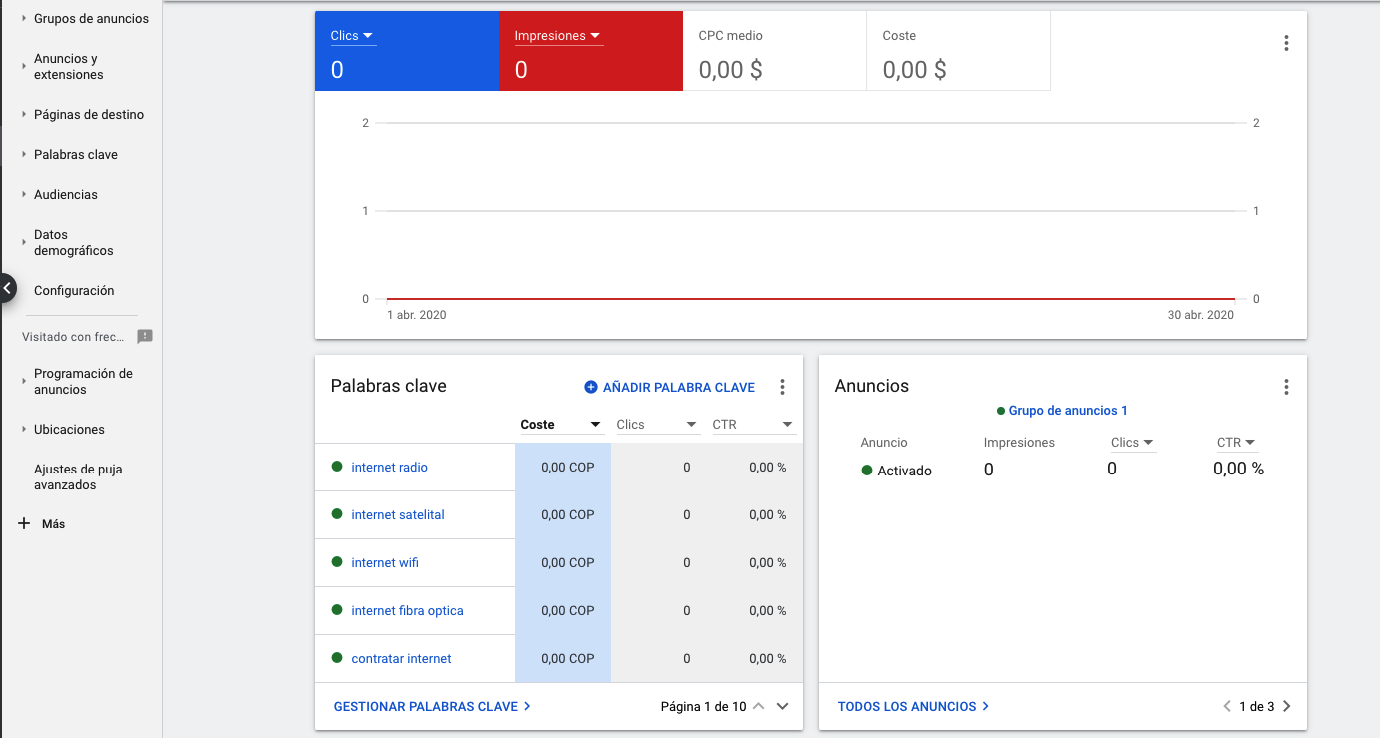 Grupos de anuncios
Anuncios y
extensiones
Páginas de destino
Palabras clave
Audiencias
Datos
demográficos
Configuración
Visitado con frec...
Programación de
anuncios
Ubicaciones
Ajustes de puja
avanzados
Más
Clics Impresiones CPC medio Coste
0 0 0,00 $ 0,00 $
2 2
1 1
0 0
1 abr. 2020 30 abr. 2020
Palabras clave AÑADIR PALABRA CLAVE
Coste Clics CTR
internet radio 0,00 COP 0 0,00 %
internet satelital 0,00 COP 0 0,00 %
internet wifi 0,00 COP 0 0,00 %
internet fibra optica 0,00 COP 0 0,00 %
contratar internet 0,00 COP 0 0,00 %
GESTIONAR PALABRAS CLAVE Página 1 de 10
Anuncios
Grupo de anuncios 1
Anuncio Impresiones Clics CTR
Activado 0 0 0,00 %
TODOS LOS ANUNCIOS 1 de 3